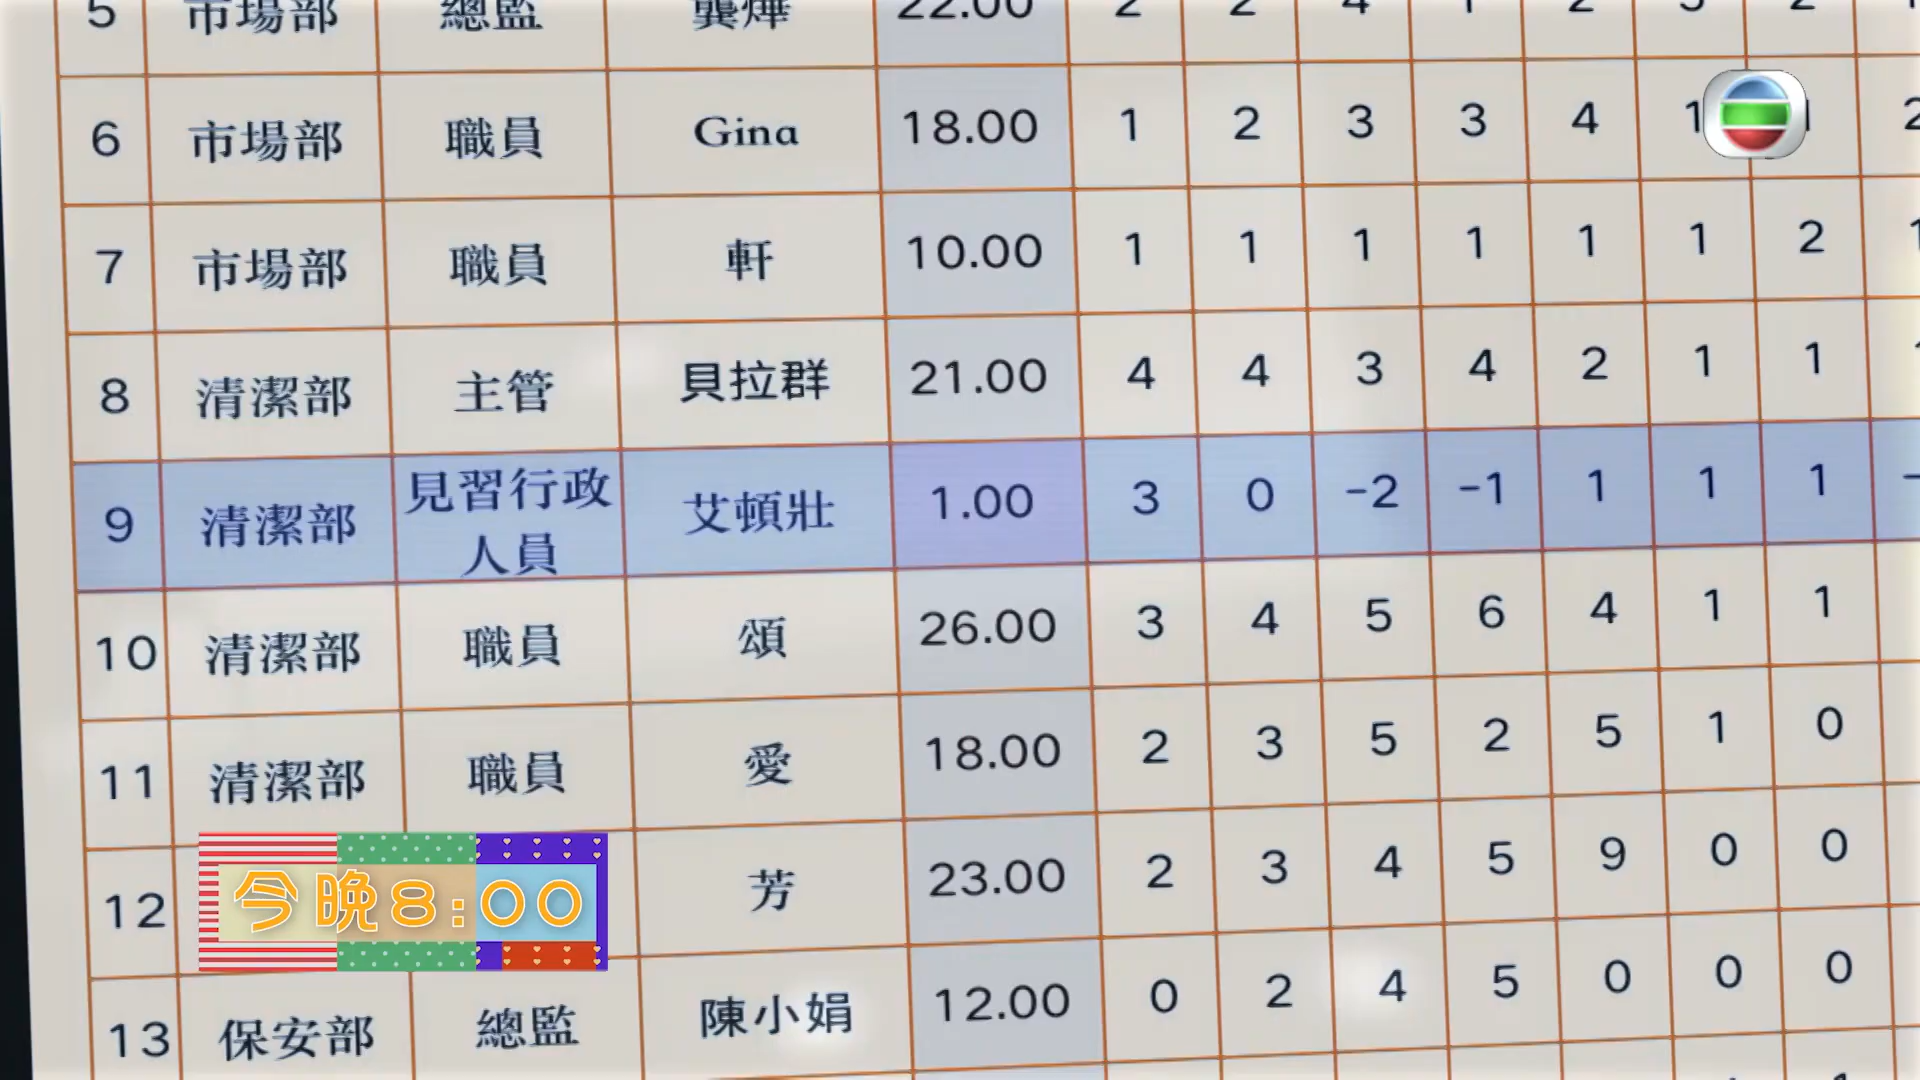 5 市場部 總監 龔燁 22.00 2 2 4 1 2 5 2
6 市場部 職員 Gina 18.00 1 2 3 3 4 1 1 2
7 市場部 職員 軒 10.00 1 1 1 1 1 1 2 1
8 清潔部 主管 貝拉群 21.00 4 4 3 4 2 1 1
9 清潔部 見習行政人員 艾頓壯 1.00 3 0 -2 -1 1 1 1
10 清潔部 職員 頌 26.00 3 4 5 6 4 1 1
11 清潔部 職員 愛 18.00 2 3 5 2 5 1 0
12 芳 23.00 2 3 4 5 9 0 0
今晚8:00
13 保安部 總監 陳小娟 12.00 0 2 4 5 0 0 0